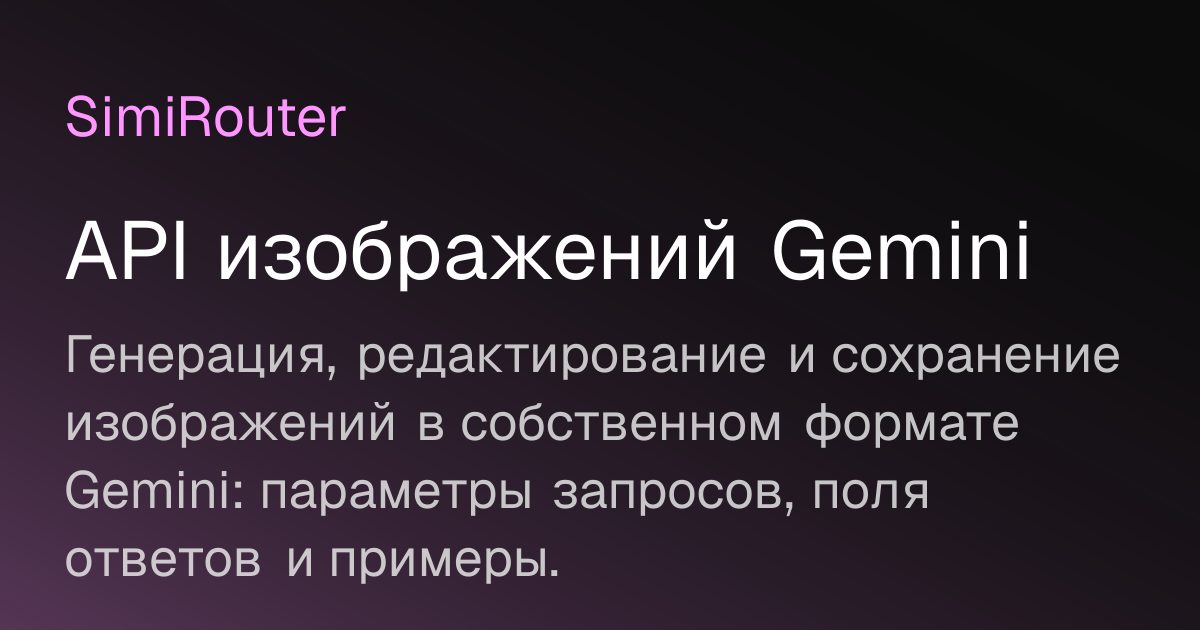 SimiRouter
API изображений Gemini
Генерация, редактирование и сохранение
изображений в собственном формате
Gemini: параметры запросов, поля
ответов и примеры.